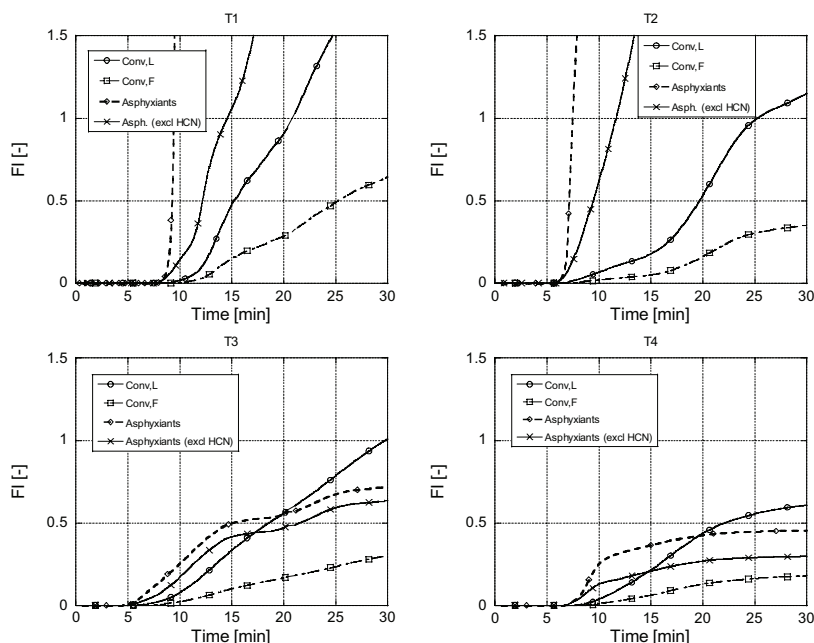 T1
1.5
1
0.5
0
FI [-]
Conv,L
Conv,F
Asphyxiants
Asph. (excl HCN)
0 5 10 15 20 25 30
Time [min]
T2
1.5
1
0.5
0
FI [-]
Conv,L
Conv,F
Asphyxiants
Asph. (excl HCN)
0 5 10 15 20 25 30
Time [min]
T3
1.5
1
0.5
0
FI [-]
Conv,L
Conv,F
Asphyxiants
Asphyxiants (excl HCN)
0 5 10 15 20 25 30
Time [min]
T4
1.5
1
0.5
0
FI [-]
Conv,L
Conv,F
Asphyxiants
Asphyxiants (excl HCN)
0 5 10 15 20 25 30
Time [min]